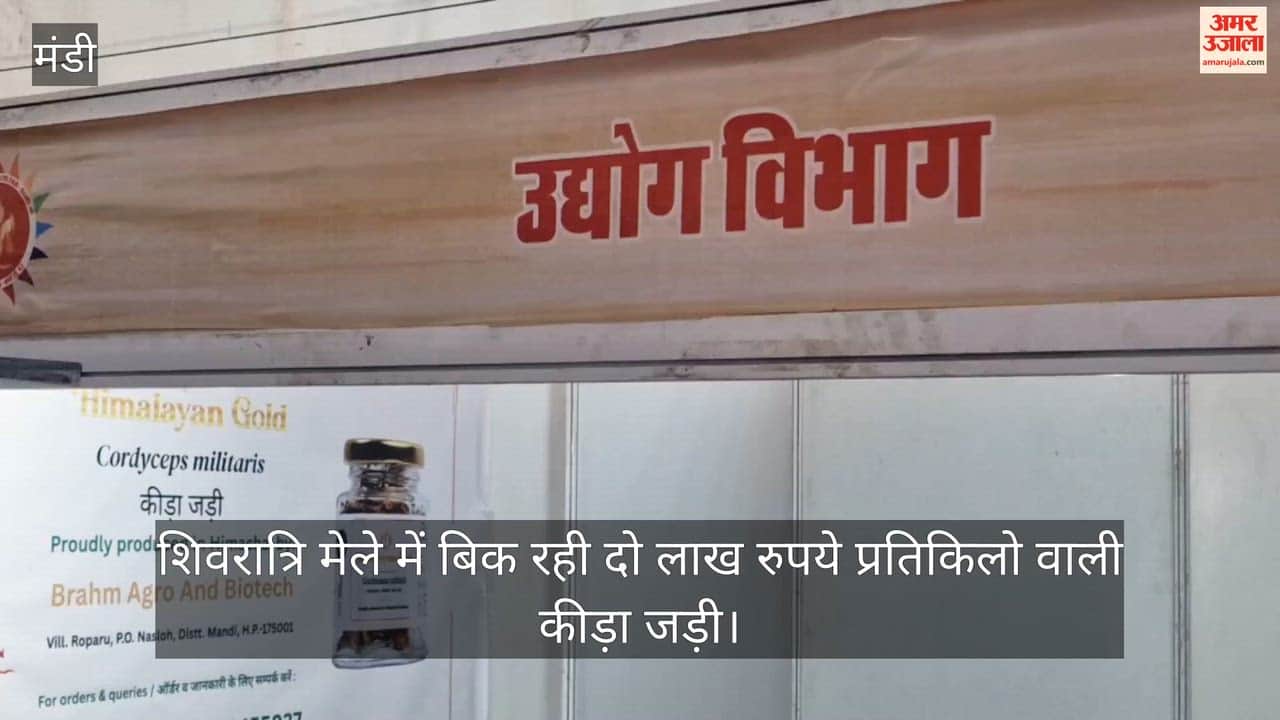 मंडी
अमर
उजाला
amarujala.com
उद्योग विभाग
Himalayan Gold
Cordyceps militaris
कीड़ा जड़ी
Proudly produced in Himachal by
Brahm Agro And Biotech
Vill. Roparu, P.O. Nasloh, Distt. Mandi, H.P.-175001
For orders & queries / ऑर्डर व जानकारी के लिए सम्पर्क करें :
शिवरात्रि मेले में बिक रही दो लाख रुपये प्रतिकिलो वाली
कीड़ा जड़ी।